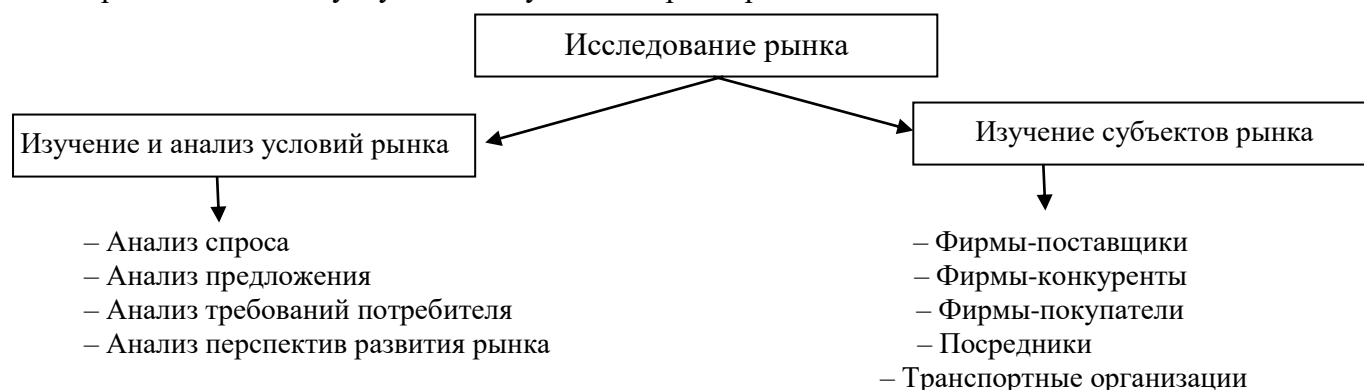 Исследование рынка
Изучение и анализ условий рынка
– Анализ спроса
– Анализ предложения
– Анализ требований потребителя
– Анализ перспектив развития рынка
Изучение субъектов рынка
– Фирмы-поставщики
– Фирмы-конкуренты
– Фирмы-покупатели
– Посредники
– Транспортные организации